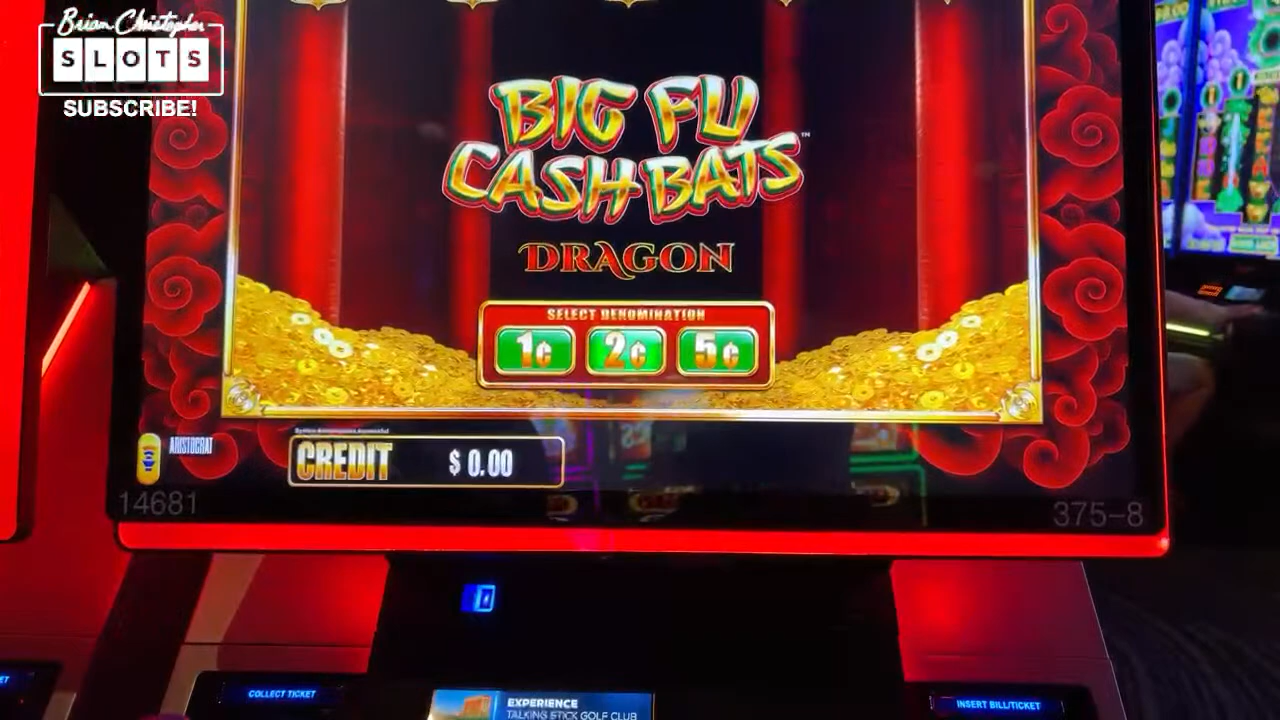 Brian Christopher
SLOTS
SUBSCRIBE!
BIG FU
CASH BATS™
DRAGON
SELECT DENOMINATION
1¢ 2¢ 5¢
ARISTOCRAT
CREDIT $ 0.00
14681
375-8
COLLECT TICKET
EXPERIENCE
TALKING STICK GOLF CLUB
INSERT BILL/TICKET